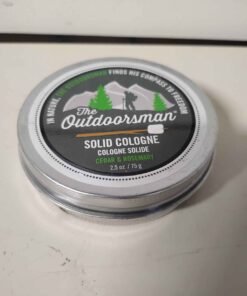 IN NATURE, THE OUTDOORSMAN FINDS HIS COMPASS TO FREEDOM
The
Outdoorsman
SOLID COLOGNE
COLOGNE SOLIDE
CEDAR & ROSEMARY
2.5 oz / 75 g